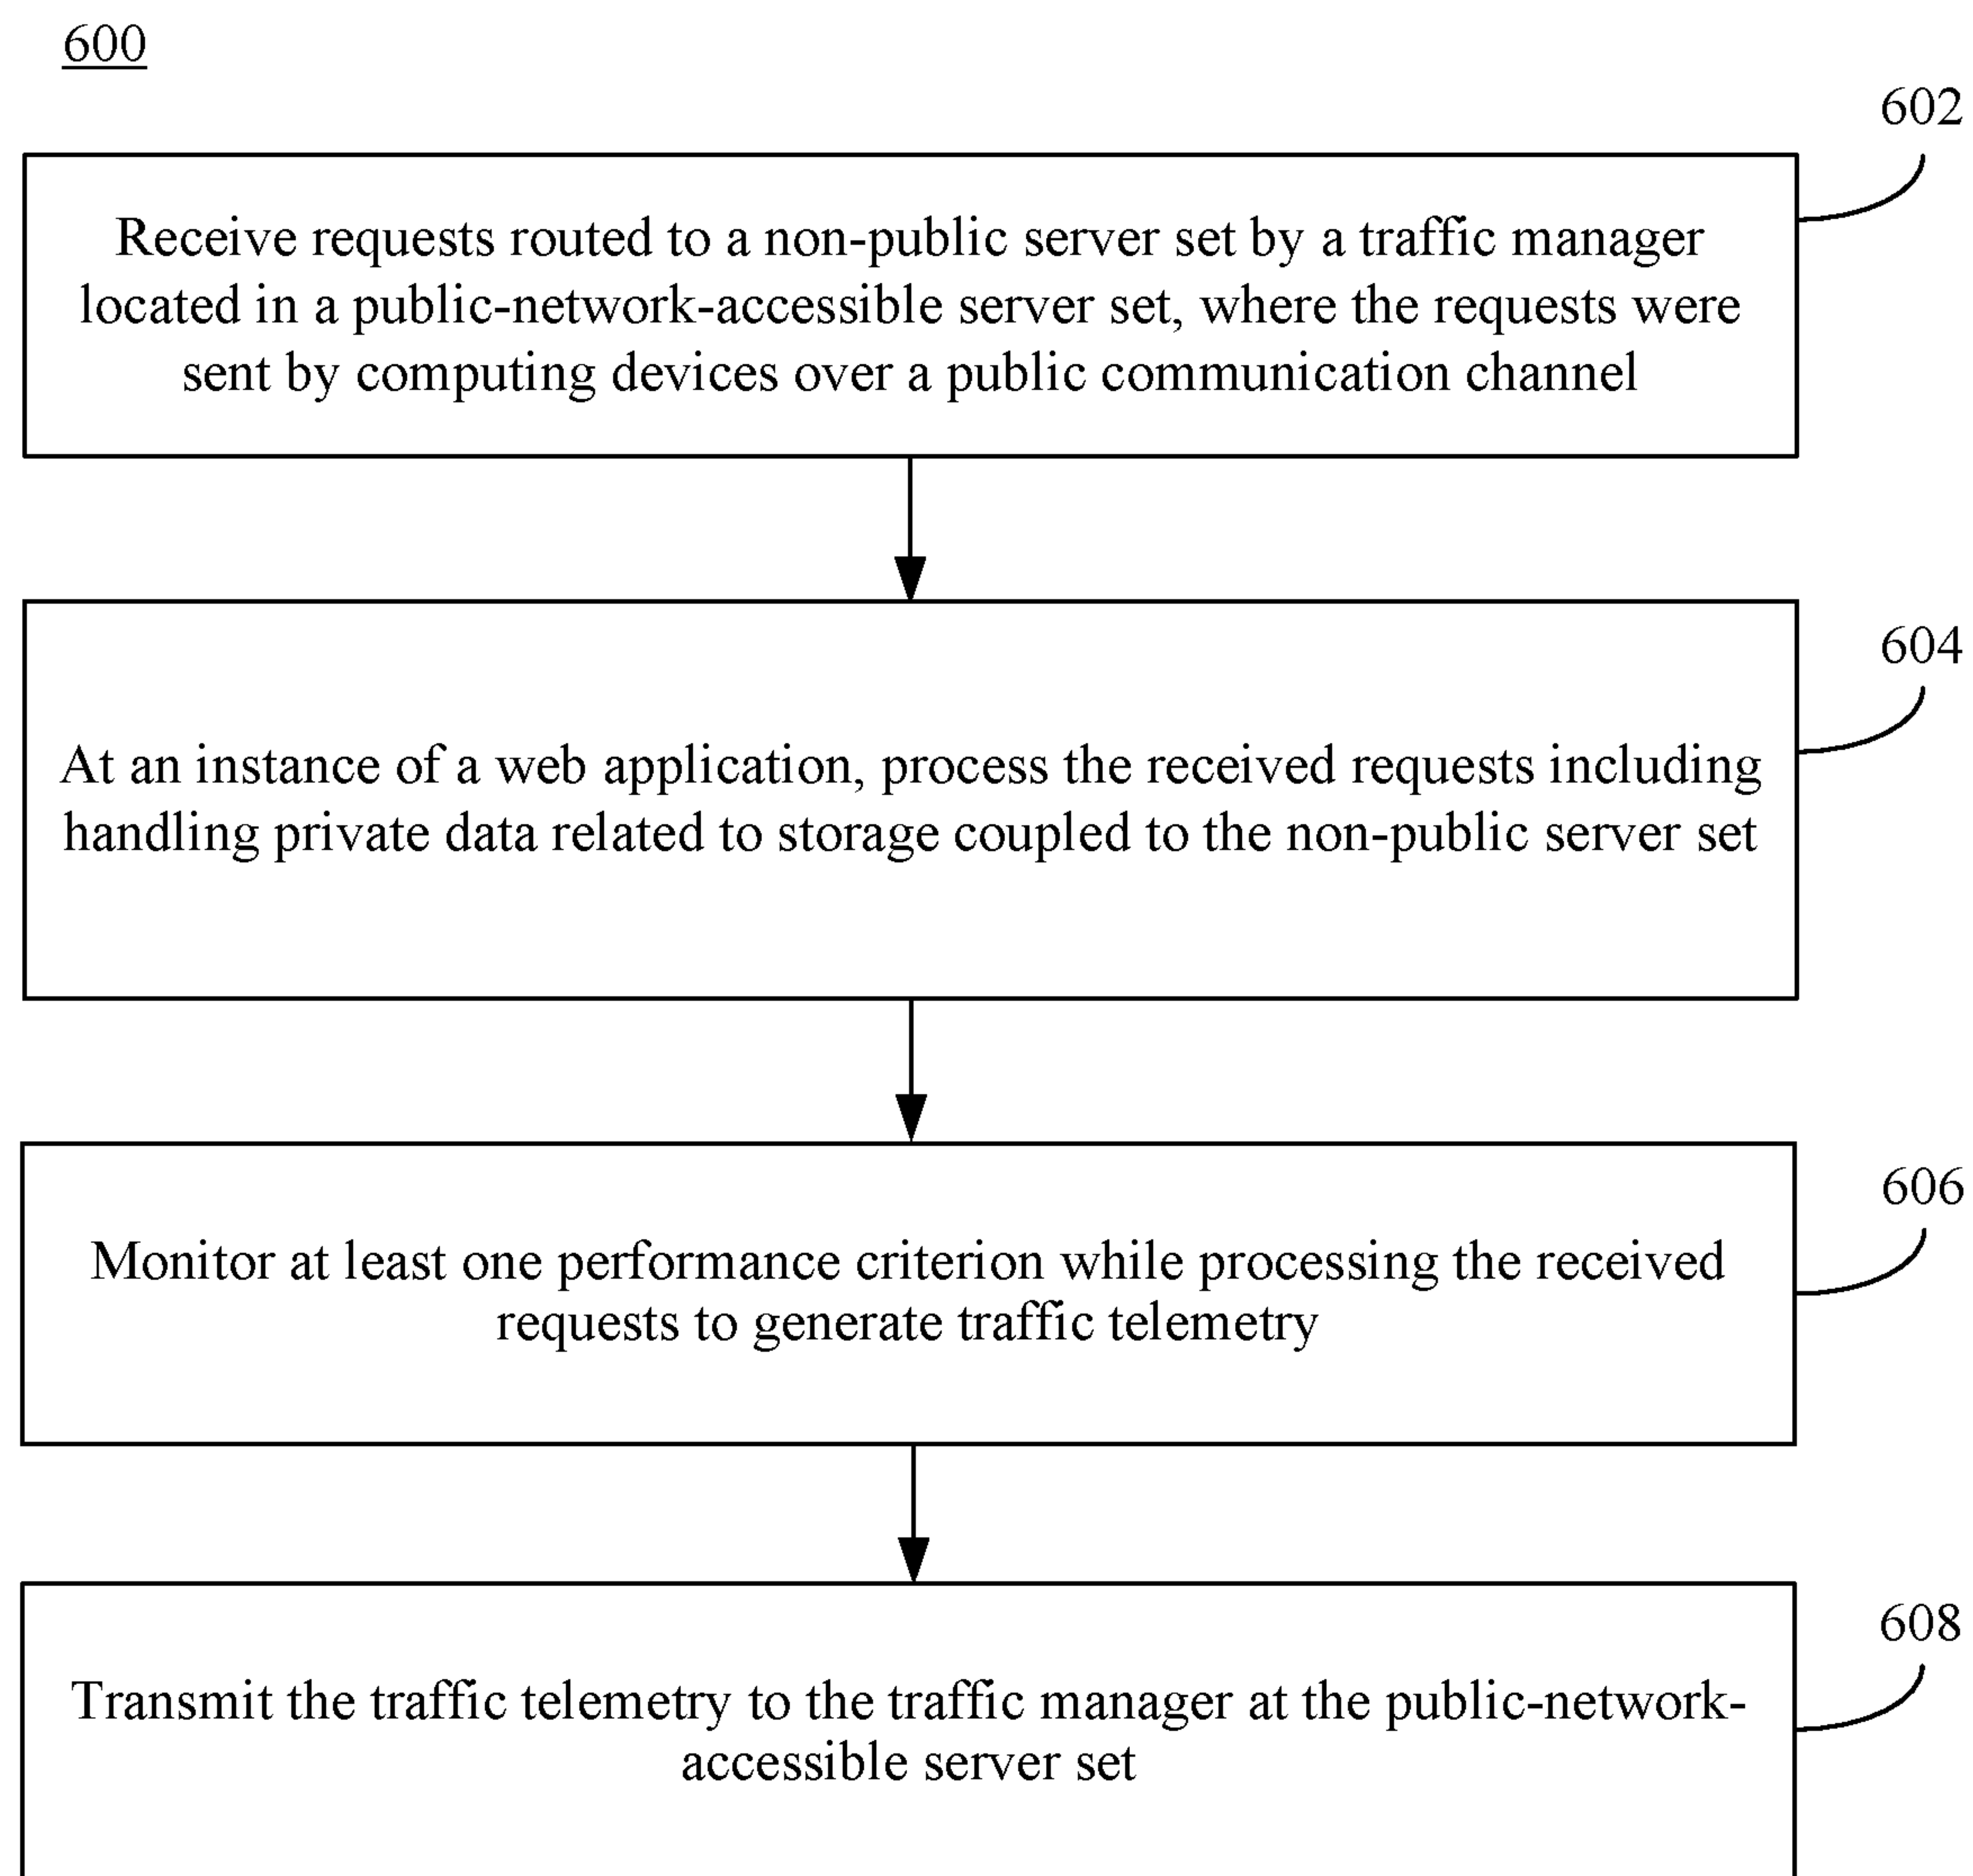 600
602
Receive requests routed to a non-public server set by a traffic manager
located in a public-network-accessible server set, where the requests were
sent by computing devices over a public communication channel
604
At an instance of a web application, process the received requests including
handling private data related to storage coupled to the non-public server set
606
Monitor at least one performance criterion while processing the received
requests to generate traffic telemetry
608
Transmit the traffic telemetry to the traffic manager at the public-network-
accessible server set